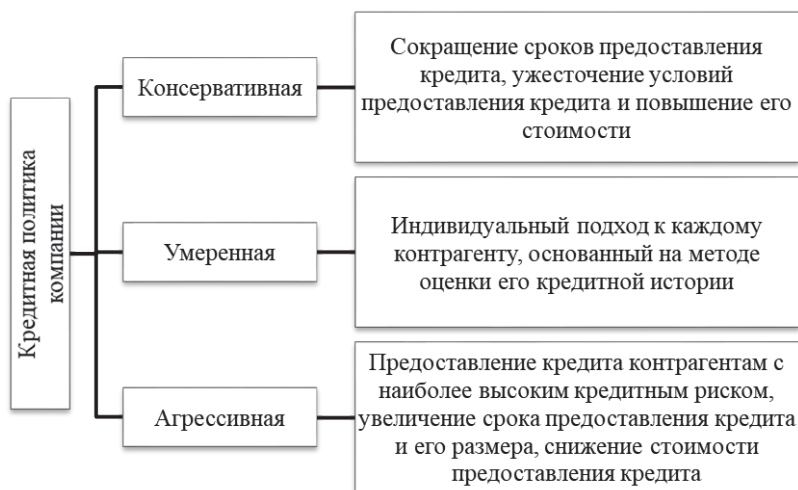 Кредитная политика
компании
Консервативная
Сокращение сроков предоставления
кредита, ужесточение условий
предоставления кредита и повышение его
стоимости
Умеренная
Индивидуальный подход к каждому
контрагенту, основанный на методе
оценки его кредитной истории
Агрессивная
Предоставление кредита контрагентам с
наиболее высоким кредитным риском,
увеличение срока предоставления кредита
и его размера, снижение стоимости
предоставления кредита